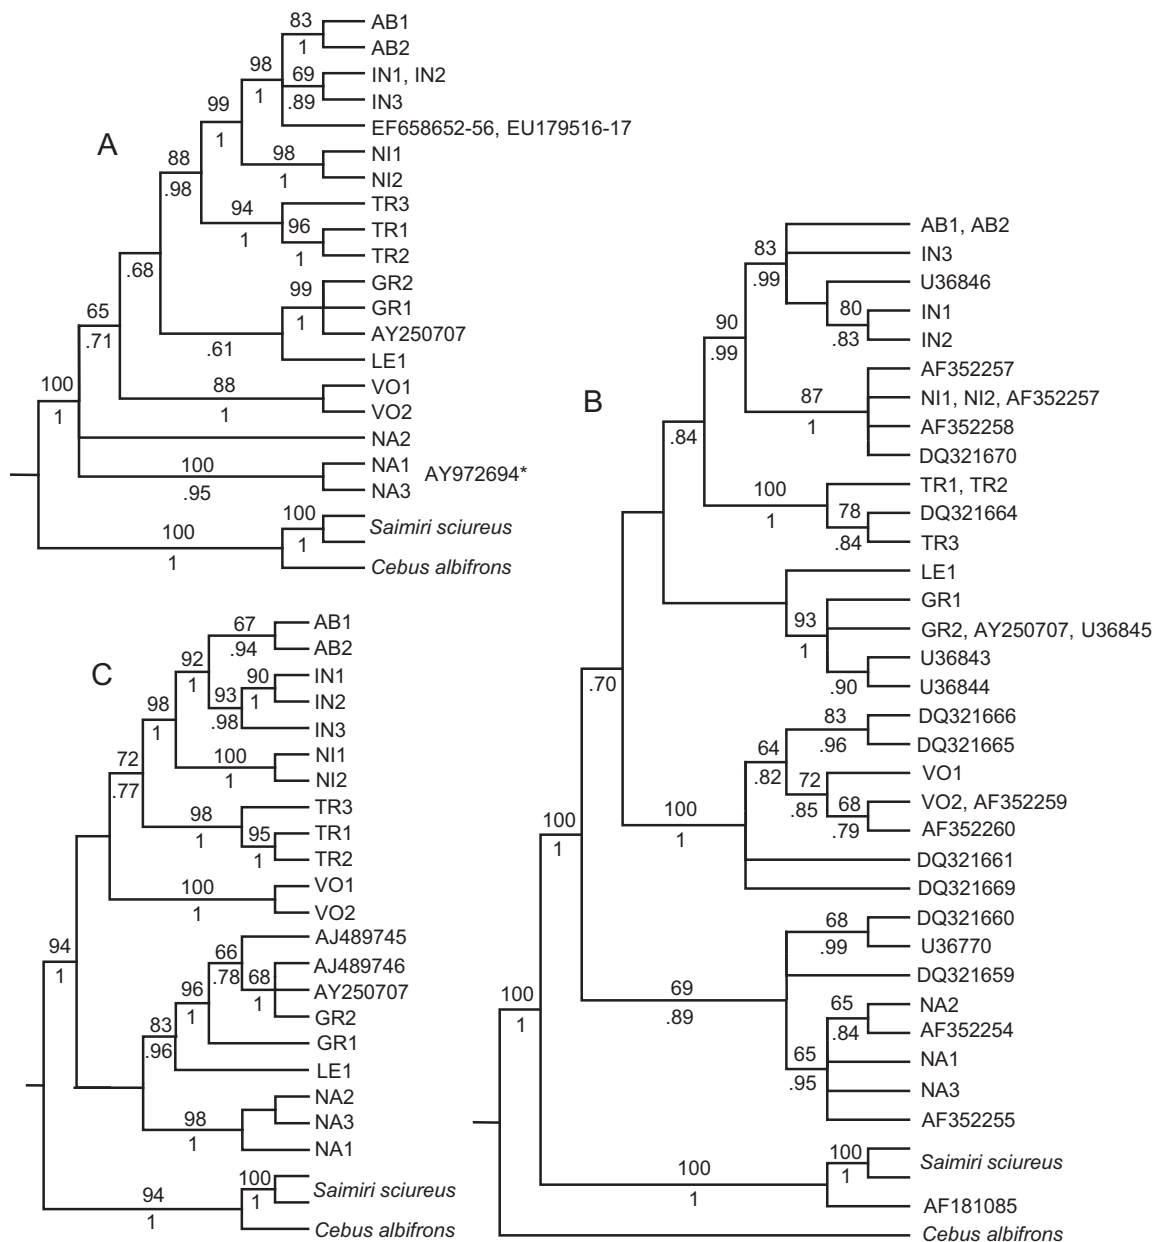 A
83
1
AB1
AB2
98
1
69
.89
IN1, IN2
IN3
EF658652-56, EU179516-17
99
1
98
1
NI1
NI2
88
.98
94
1
TR3
96
1
TR1
TR2
.68
99
1
GR2
GR1
AY250707
.61
LE1
65
.71
88
1
VO1
VO2
100
1
NA2
100
.95
NA1
AY972694*
NA3
100
1
100
1
Saimiri sciureus
Cebus albifrons
B
83
.99
AB1, AB2
IN3
U36846
80
.83
IN1
IN2
90
.99
87
1
AF352257
NI1, NI2, AF352257
AF352258
DQ321670
.84
100
1
TR1, TR2
78
.84
DQ321664
TR3
LE1
93
1
GR1
GR2, AY250707, U36845
.90
U36843
U36844
.70
83
.96
DQ321666
DQ321665
64
.82
72
.85
VO1
68
.79
VO2, AF352259
AF352260
100
1
DQ321661
DQ321669
100
1
68
.99
DQ321660
U36770
69
.89
DQ321659
65
.84
NA2
AF352254
65
.95
NA1
NA3
AF352255
100
1
100
1
100
1
Saimiri sciureus
AF181085
Cebus albifrons
C
67
.94
AB1
AB2
92
1
93
.98
90
1
IN1
IN2
IN3
98
1
100
1
NI1
NI2
72
.77
98
1
TR3
95
1
TR1
TR2
100
1
VO1
VO2
94
1
66
.78
AJ489745
68
1
AJ489746
AY250707
GR2
96
1
GR1
83
.96
LE1
98
1
NA2
NA3
NA1
94
1
100
1
Saimiri sciureus
Cebus albifrons